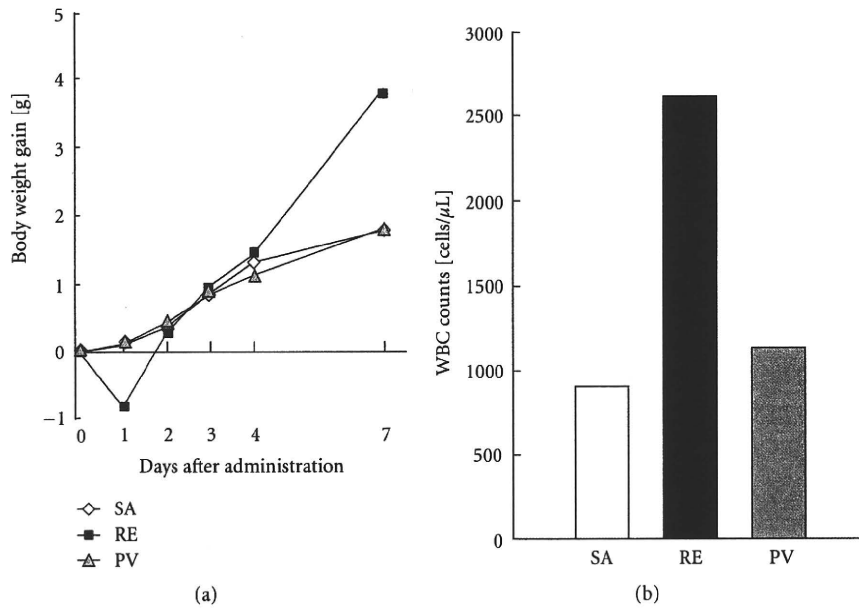 5
4
3
2
1
0
−1
Body weight gain [g]
0 1 2 3 4 7
Days after administration
SA
RE
PV
(a)
3000
2500
2000
1500
1000
500
0
WBC counts [cells/μL]
SA RE PV
(b)